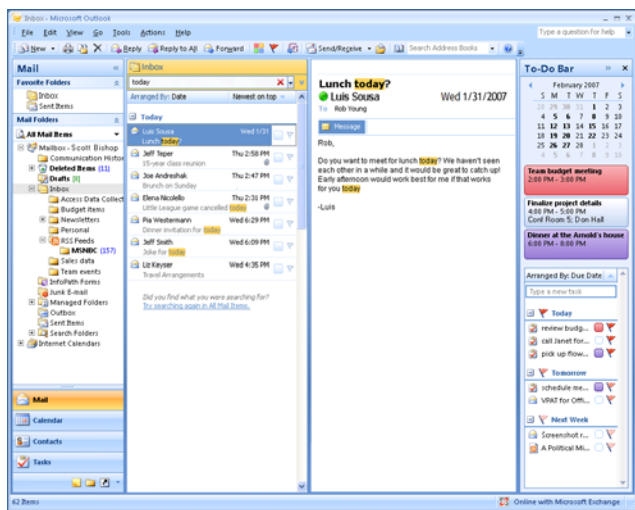 Inbox - Microsoft Outlook
File Edit View Go Tools Actions Help
Type a question for help
New Reply Reply to All Forward Send/Receive Search Address Books
Mail
Favorite Folders
Inbox
Sent Items
Mail Folders
All Mail Items
Mailbox - Scott Bishop
Communication Histor
Deleted Items (11)
Drafts
Inbox
Access Data Collect
Budget items
Newsletters
Personal
RSS Feeds
MSNBC (157)
Sales data
Team events
InfoPath Forms
Junk E-mail
Managed Folders
Outbox
Sent Items
Search Folders
Internet Calendars
Mail
Calendar
Contacts
Tasks
62 Items
Inbox
today
Arranged By: Date Newest on top
Today
Luis Sousa Wed 1/31
Lunch today?
Jeff Teper Thu 2:58 PM
15-year class reunion
Joe Andreshak Thu 2:47 PM
Brunch on Sunday
Elena Nicolello Thu 2:31 PM
Little League game cancelled today
Pia Westermann Wed 6:29 PM
Dinner invitation for today
Jeff Smith Wed 6:09 PM
Joke for today
Liz Keyser Wed 4:35 PM
Travel Arrangements
Did you find what you were searching for?
Try searching again in All Mail Items.
Lunch today?
Luis Sousa Wed 1/31/2007
To Rob Young
Message
Rob,
Do you want to meet for lunch today? We haven't seen
each other in a while and it would be great to catch up!
Early afternoon would work best for me if that works
for you today
-Luis
To-Do Bar
February 2007
S M T W T F S
28 29 30 31 1 2 3
4 5 6 7 8 9 10
11 12 13 14 15 16 17
18 19 20 21 22 23 24
25 26 27 28 1 2 3
4 5 6 7 8 9 10
Team budget meeting
2:00 PM - 3:00 PM
Finalize project details
4:00 PM - 5:00 PM
Conf Room 5; Don Hall
Dinner at the Arnold's house
6:00 PM - 8:00 PM
Arranged By: Due Date
Type a new task
Today
review budg...
call Janet for...
pick up flow...
Tomorrow
schedule me...
VPAT for Offi...
Next Week
Screenshot r...
A Political Mi...
Online with Microsoft Exchange